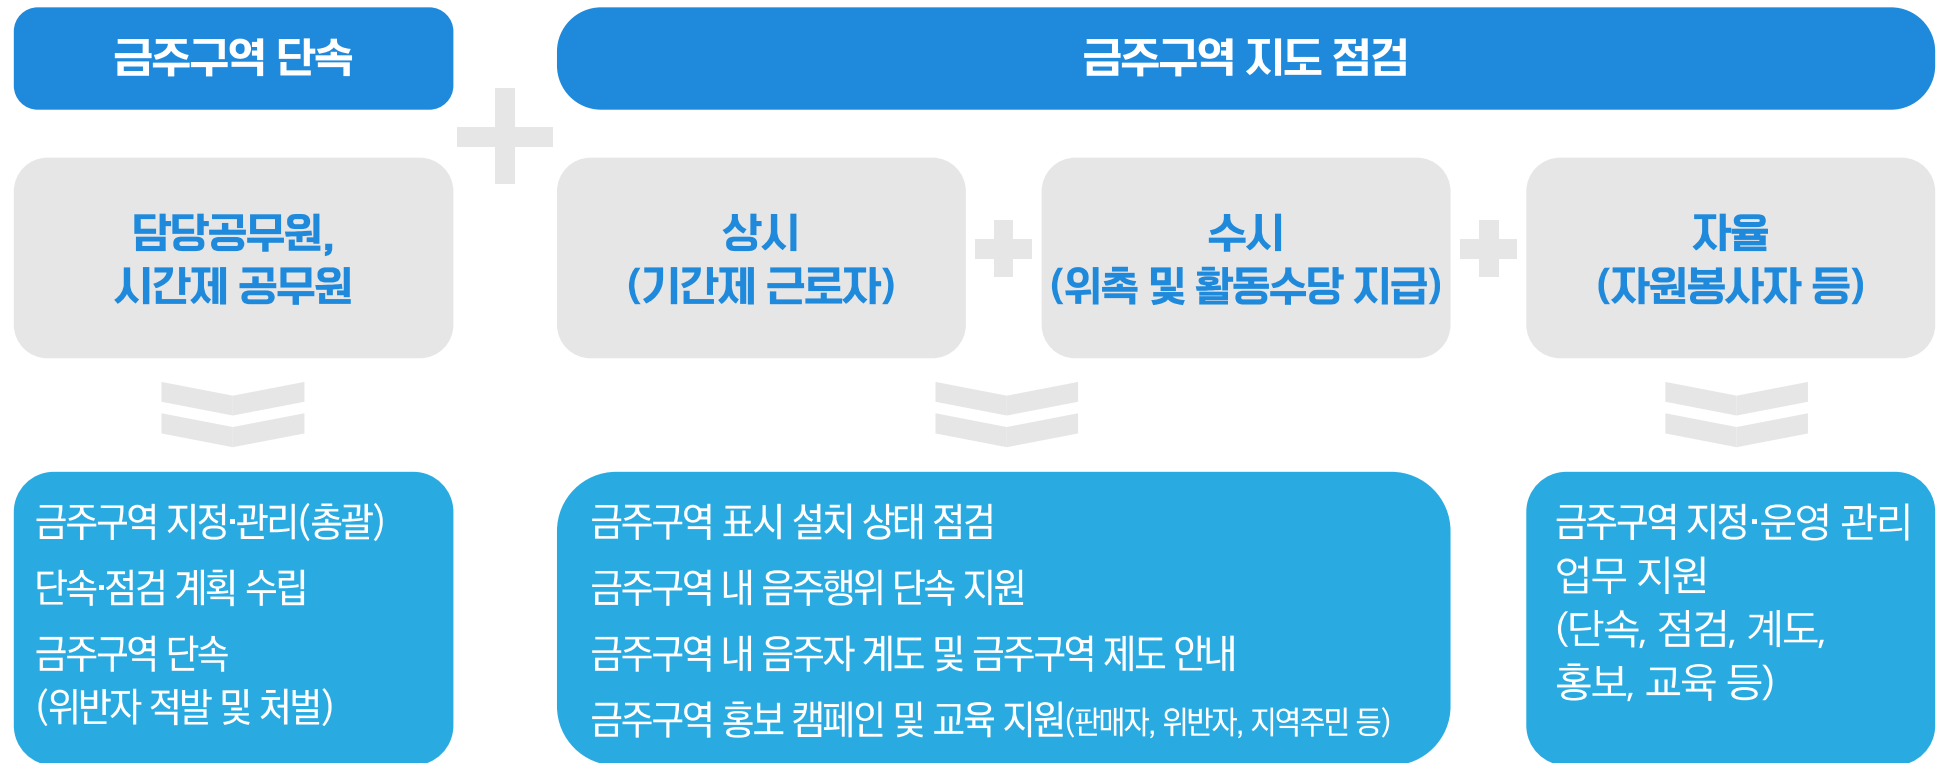 금주구역 단속
금주구역 지도 점검
담당공무원,
시간제 공무원
상시
(기간제 근로자)
수시
(위촉 및 활동수당 지급)
자율
(자원봉사자 등)
금주구역 지정·관리(총괄)
단속·점검 계획 수립
금주구역 단속
(위반자 적발 및 처벌)
금주구역 표시 설치 상태 점검
금주구역 내 음주행위 단속 지원
금주구역 내 음주자 계도 및 금주구역 제도 안내
금주구역 홍보 캠페인 및 교육 지원(판매자, 위반자, 지역주민 등)
금주구역 지정·운영 관리
업무 지원
(단속, 점검, 계도,
홍보, 교육 등)